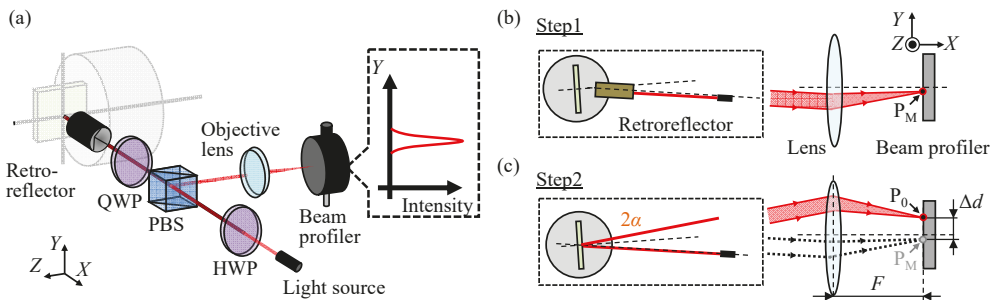 (a)
Y
Intensity
Objective
lens
Retro-
reflector
QWP
PBS
HWP
Beam
profiler
Light source
Y
Z
X
(b)
Step1
Retroreflector
Y
Z
X
P_M
Lens
Beam profiler
(c)
Step2
2α
P_0
Δd
P_M
F